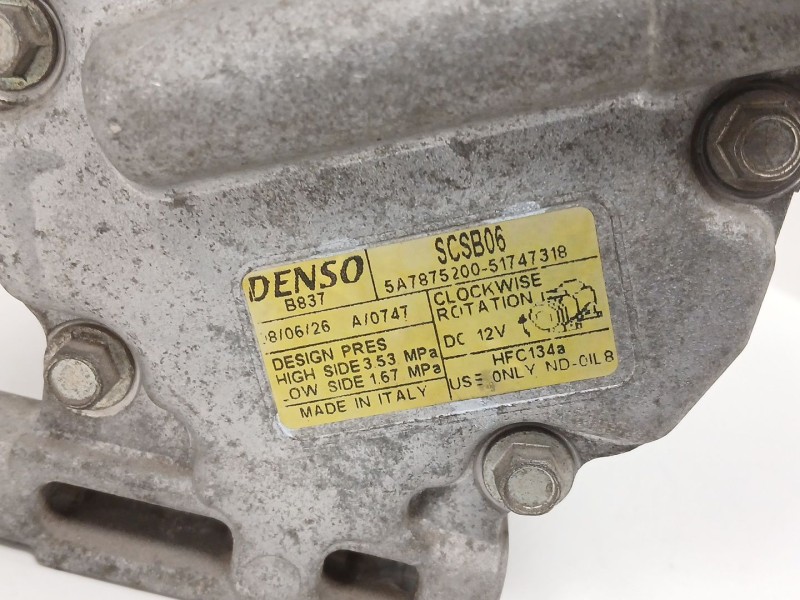 SCSB06
DENSO 5A7875200-51747318
B837
8/06/26 A/0747
CLOCKWISE
ROTATION
DC 12V
DESIGN PRES
HIGH SIDE 3.53 MPa
LOW SIDE 1.67 MPa
HFC134a
USE ONLY ND-OIL8
MADE IN ITALY